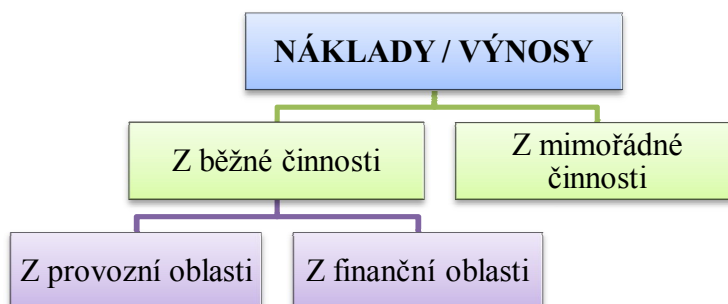 NÁKLADY / VÝNOSY
Z běžné činnosti
Z mimořádné
činnosti
Z provozní oblasti
Z finanční oblasti